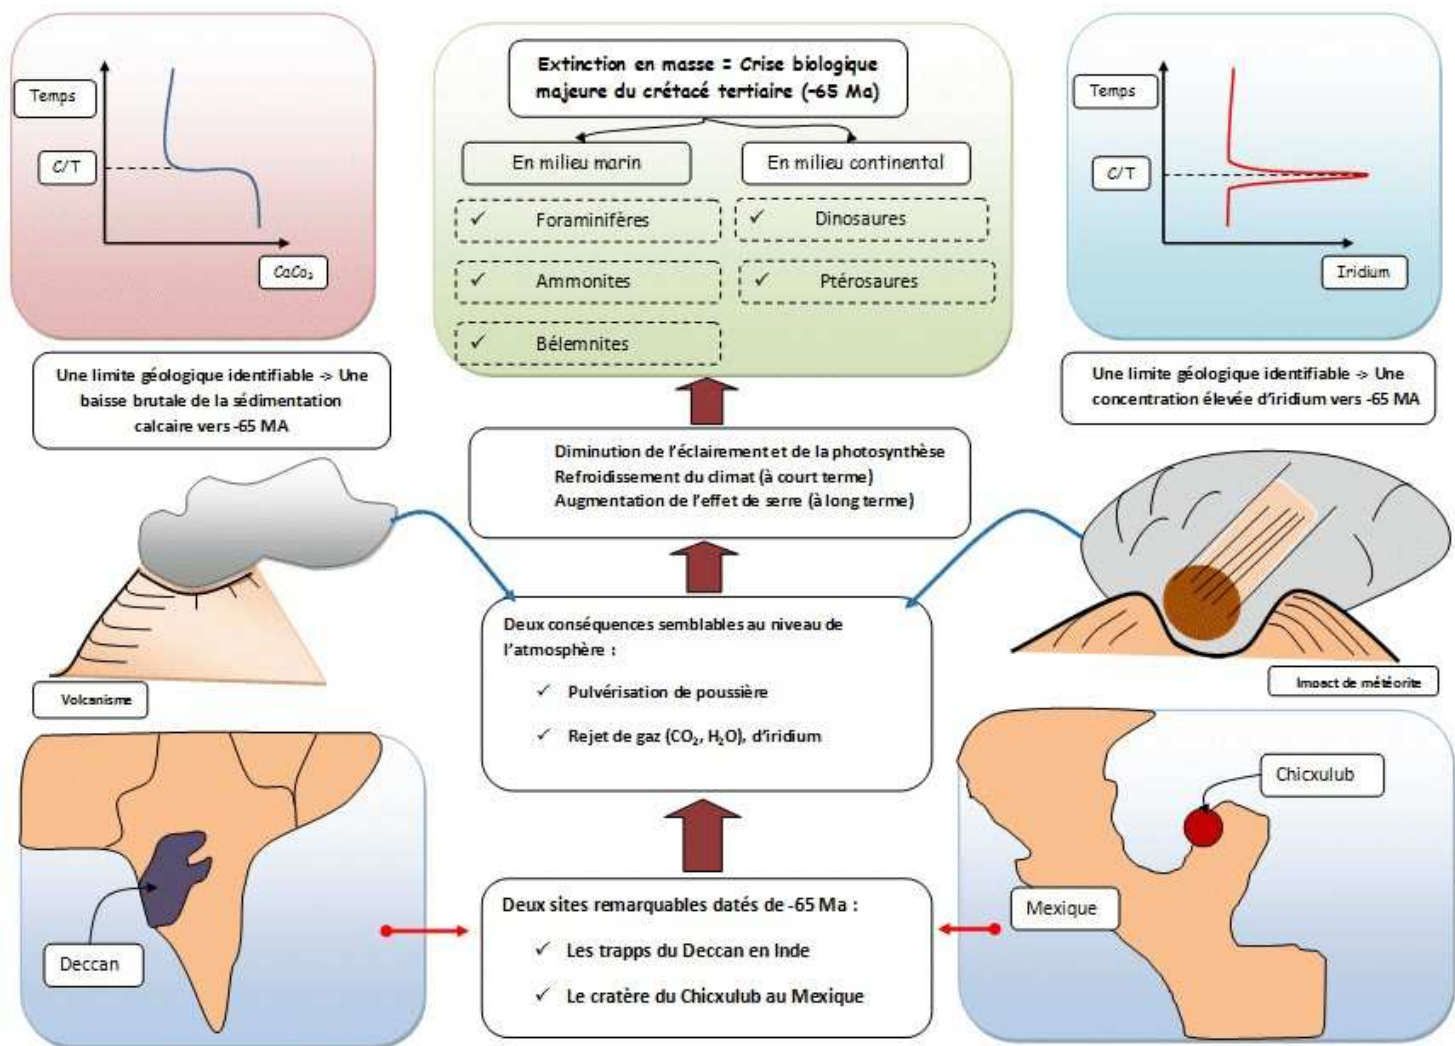 Temps
C/T
CaCo₃
Une limite géologique identifiable -> Une
baisse brutale de la sédimentation
calcaire vers -65 MA
Extinction en masse = Crise biologique
majeure du crétacé tertiaire (-65 Ma)
En milieu marin
En milieu continental
✓ Foraminifères
✓ Dinosaures
✓ Ammonites
✓ Ptérosaures
✓ Bélemnites
Temps
C/T
Iridium
Une limite géologique identifiable -> Une
concentration élevée d'iridium vers -65 MA
Diminution de l'éclairement et de la photosynthèse
Refroidissement du climat (à court terme)
Augmentation de l'effet de serre (à long terme)
Volcanisme
Deux conséquences semblables au niveau de
l'atmosphère :
✓ Pulvérisation de poussière
✓ Rejet de gaz (CO₂, H₂O), d'iridium
Impact de météorite
Deccan
Deux sites remarquables datés de -65 Ma :
✓ Les trapps du Deccan en Inde
✓ Le cratère du Chicxulub au Mexique
Chicxulub
Mexique